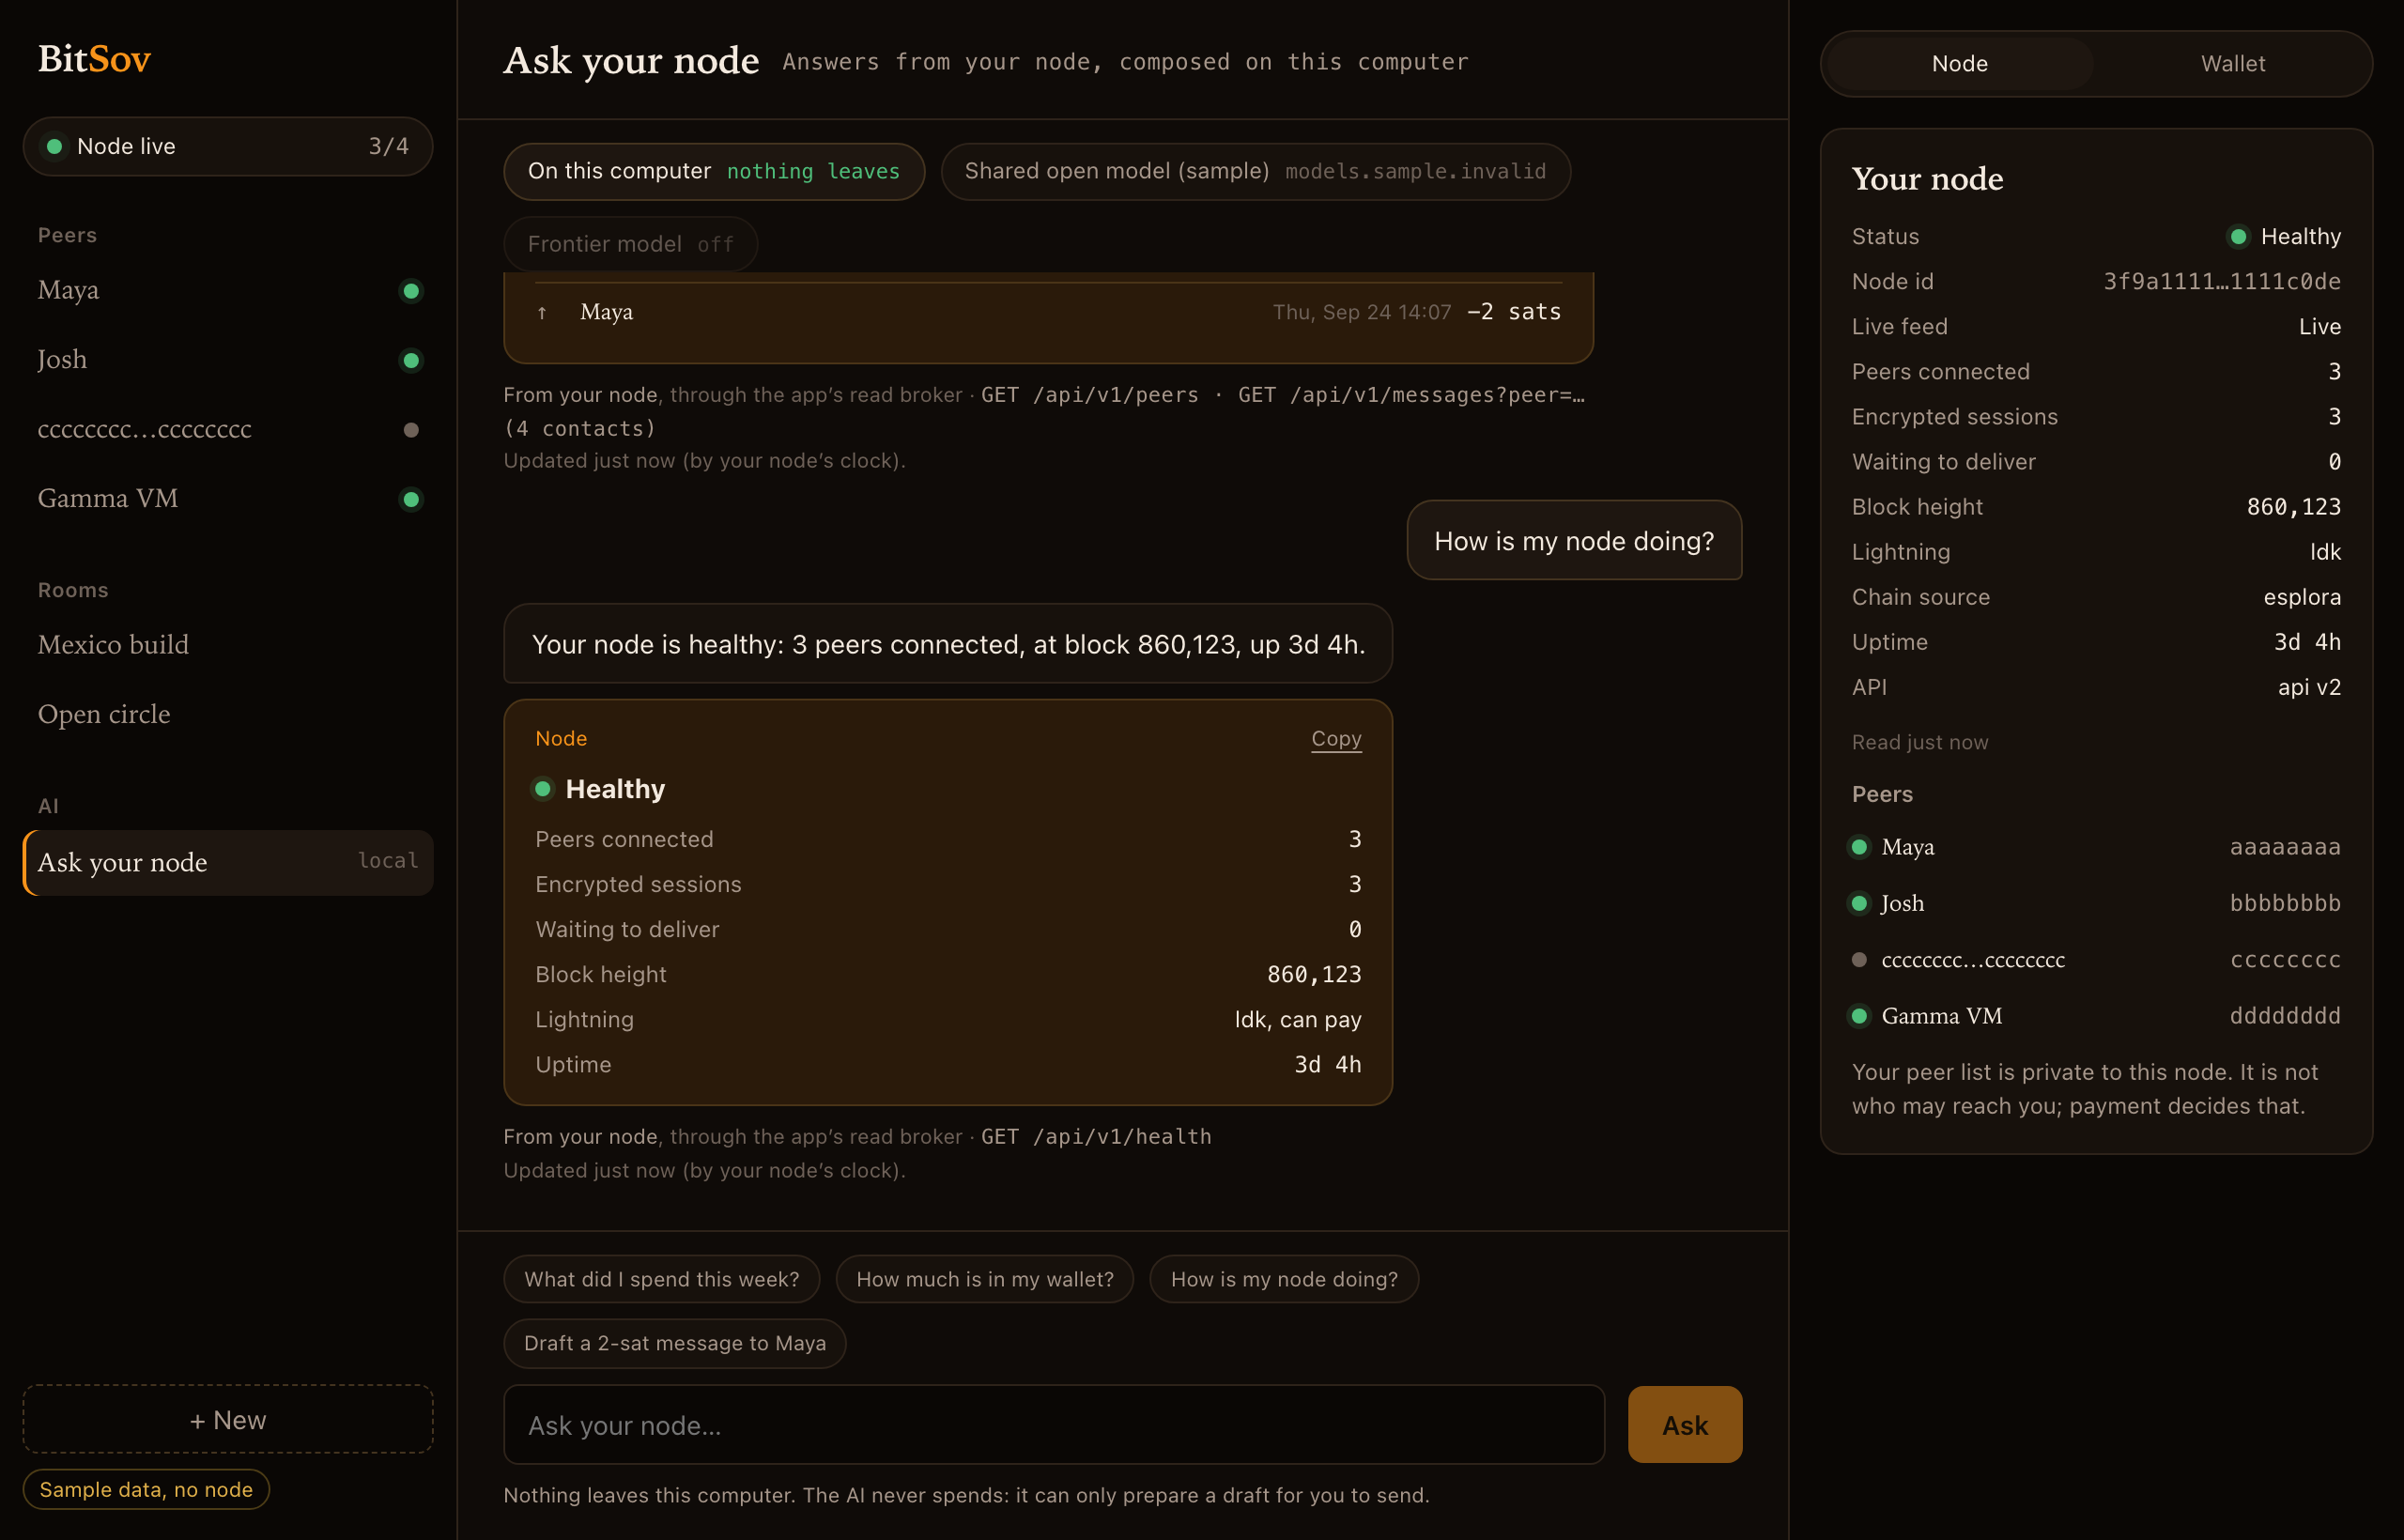 BitSov
Node live 3/4
Peers
Maya
Josh
cccccccc…cccccccc
Gamma VM
Rooms
Mexico build
Open circle
AI
Ask your node local
+ New
Sample data, no node
Ask your node Answers from your node, composed on this computer
On this computer nothing leaves Shared open model (sample) models.sample.invalid
Frontier model off
↑ Maya Thu, Sep 24 14:07 −2 sats
From your node, through the app’s read broker · GET /api/v1/peers · GET /api/v1/messages?peer=…
(4 contacts)
Updated just now (by your node’s clock).
How is my node doing?
Your node is healthy: 3 peers connected, at block 860,123, up 3d 4h.
Node Copy
Healthy
Peers connected 3
Encrypted sessions 3
Waiting to deliver 0
Block height 860,123
Lightning ldk, can pay
Uptime 3d 4h
From your node, through the app’s read broker · GET /api/v1/health
Updated just now (by your node’s clock).
What did I spend this week? How much is in my wallet? How is my node doing?
Draft a 2-sat message to Maya
Ask your node… Ask
Nothing leaves this computer. The AI never spends: it can only prepare a draft for you to send.
Node Wallet
Your node
Status Healthy
Node id 3f9a1111…1111c0de
Live feed Live
Peers connected 3
Encrypted sessions 3
Waiting to deliver 0
Block height 860,123
Lightning ldk
Chain source esplora
Uptime 3d 4h
API api v2
Read just now
Peers
Maya aaaaaaaa
Josh bbbbbbbb
cccccccc…cccccccc cccccccc
Gamma VM dddddddd
Your peer list is private to this node. It is not
who may reach you; payment decides that.